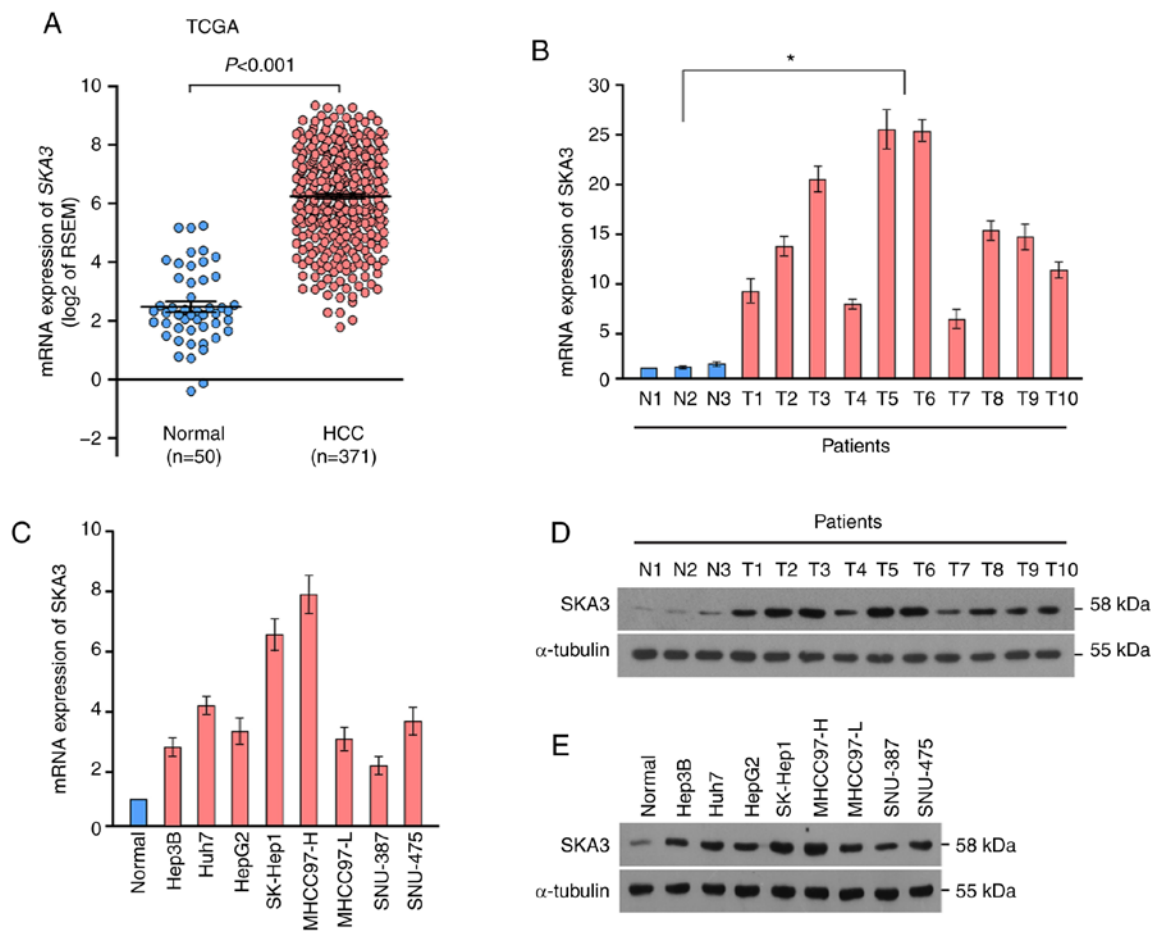 A
TCGA
P<0.001
mRNA expression of SKA3
(log2 of RSEM)
10
8
6
4
2
0
−2
Normal
(n=50)
HCC
(n=371)
B
*
mRNA expression of SKA3
30
25
20
15
10
5
0
N1 N2 N3 T1 T2 T3 T4 T5 T6 T7 T8 T9 T10
Patients
C
mRNA expression of SKA3
10
8
6
4
2
0
Normal
Hep3B
Huh7
HepG2
SK-Hep1
MHCC97-H
MHCC97-L
SNU-387
SNU-475
D
Patients
N1 N2 N3 T1 T2 T3 T4 T5 T6 T7 T8 T9 T10
SKA3
58 kDa
α-tubulin
55 kDa
E
Normal
Hep3B
Huh7
HepG2
SK-Hep1
MHCC97-H
MHCC97-L
SNU-387
SNU-475
SKA3
58 kDa
α-tubulin
55 kDa